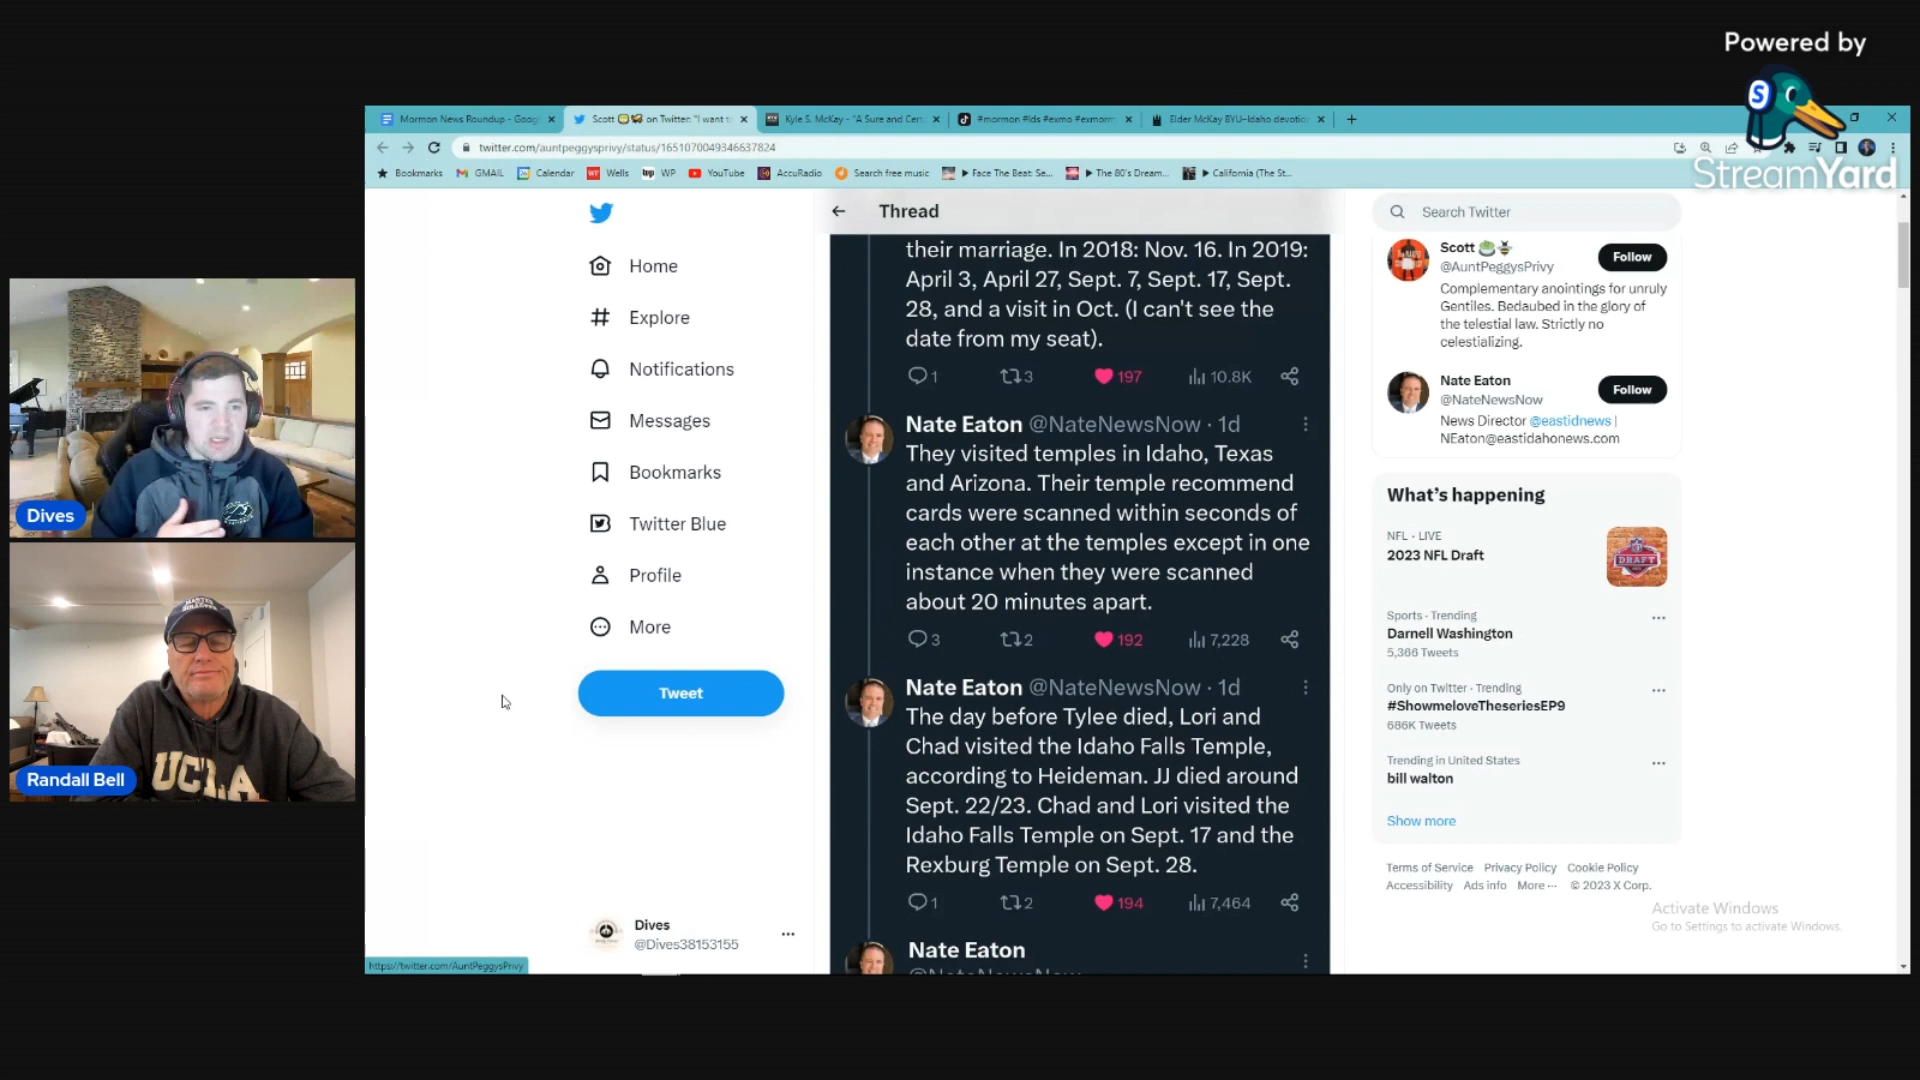 Powered by
StreamYard
Mormon News Roundup - Goog
Scott on Twitter: "I want to
Kyle S. McKay - "A Sure and Cert
#mormon #lds #exmo #exmorm
Elder McKay BYU-Idaho devotio
twitter.com/auntpeggysprivy/status/1651070049346637824
Bookmarks
GMAIL
Calendar
Wells
WP
YouTube
AccuRadio
Search free music
Face The Beat: Se...
The 80's Dream...
California (The St...
Home
Explore
Notifications
Messages
Bookmarks
Twitter Blue
Profile
More
Tweet
Dives
@Dives38153155
https://twitter.com/AuntPeggysPrivy
Thread
their marriage. In 2018: Nov. 16. In 2019:
April 3, April 27, Sept. 7, Sept. 17, Sept.
28, and a visit in Oct. (I can't see the
date from my seat).
1 3 197 10.8K
Nate Eaton @NateNewsNow · 1d
They visited temples in Idaho, Texas
and Arizona. Their temple recommend
cards were scanned within seconds of
each other at the temples except in one
instance when they were scanned
about 20 minutes apart.
3 2 192 7,228
Nate Eaton @NateNewsNow · 1d
The day before Tylee died, Lori and
Chad visited the Idaho Falls Temple,
according to Heideman. JJ died around
Sept. 22/23. Chad and Lori visited the
Idaho Falls Temple on Sept. 17 and the
Rexburg Temple on Sept. 28.
1 2 194 7,464
Nate Eaton
@NateNewsNow
Search Twitter
Scott
@AuntPeggysPrivy
Follow
Complementary anointings for unruly
Gentiles. Bedaubed in the glory of
the telestial law. Strictly no
celestializing.
Nate Eaton
@NateNewsNow
Follow
News Director @eastidnews |
NEaton@eastidahonews.com
What's happening
NFL · LIVE
2023 NFL Draft
DRAFT
Sports · Trending
Darnell Washington
5,366 Tweets
Only on Twitter · Trending
#ShowmeloveTheseriesEP9
686K Tweets
Trending in United States
bill walton
Show more
Terms of Service Privacy Policy Cookie Policy
Accessibility Ads info More ··· © 2023 X Corp.
Activate Windows
Go to Settings to activate Windows.
Dives
UCLA
Randall Bell